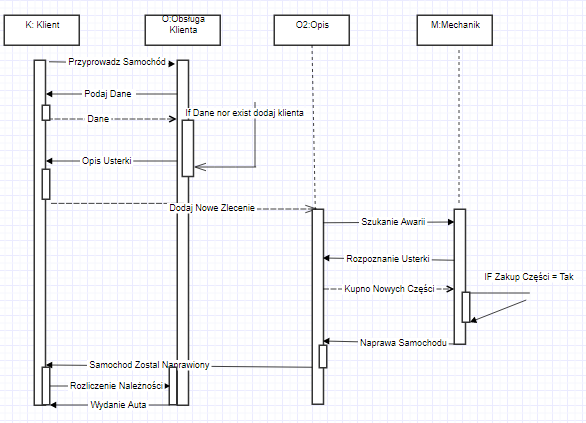 K: Klient
O:Obsługa
Klienta
O2:Opis
M:Mechanik
Przyprowadz Samochód
Podaj Dane
If Dane nor exist dodaj klienta
Dane
Opis Usterki
Dodaj Nowe Zlecenie
Szukanie Awarii
Rozpoznanie Usterki
IF Zakup Części = Tak
Kupno Nowych Części
Naprawa Samochodu
Samochod Zostal Naprawiony
Rozliczenie Należności
Wydanie Auta